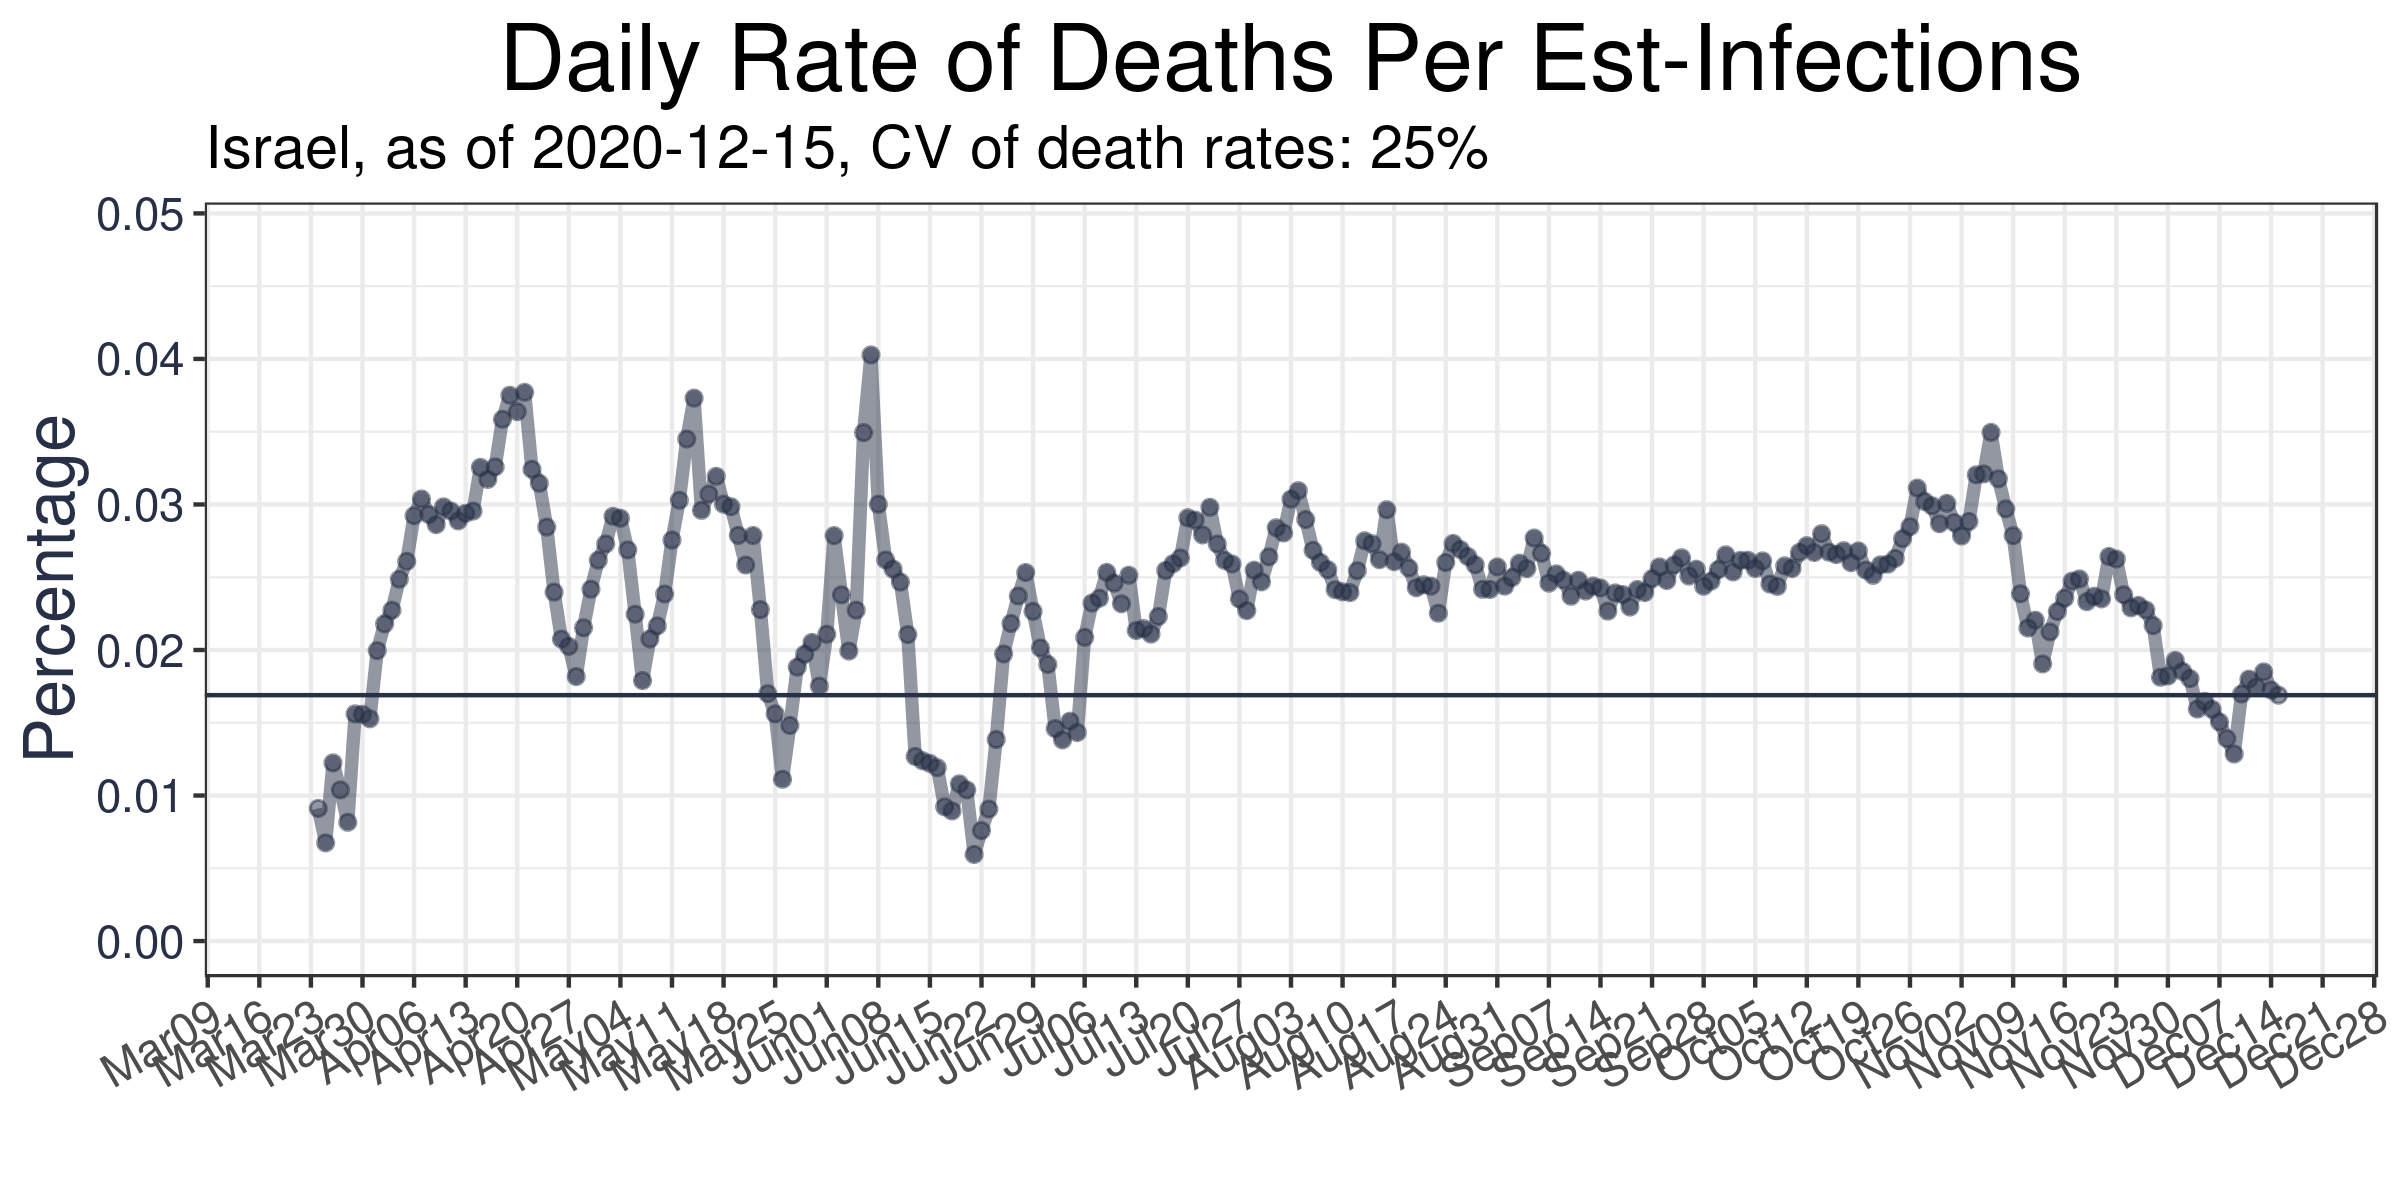 Daily Rate of Deaths Per Est-Infections
Israel, as of 2020-12-15, CV of death rates: 25%
Percentage
0.05
0.04
0.03
0.02
0.01
0.00
Mar09 Mar16 Mar23 Mar30 Apr06 Apr13 Apr20 Apr27 May04 May11 May18 May25 Jun01 Jun08 Jun15 Jun22 Jun29 Jul06 Jul13 Jul20 Jul27 Aug03 Aug10 Aug17 Aug24 Aug31 Sep07 Sep14 Sep21 Sep28 Oct05 Oct12 Oct19 Oct26 Nov02 Nov09 Nov16 Nov23 Nov30 Dec07 Dec14 Dec21 Dec28